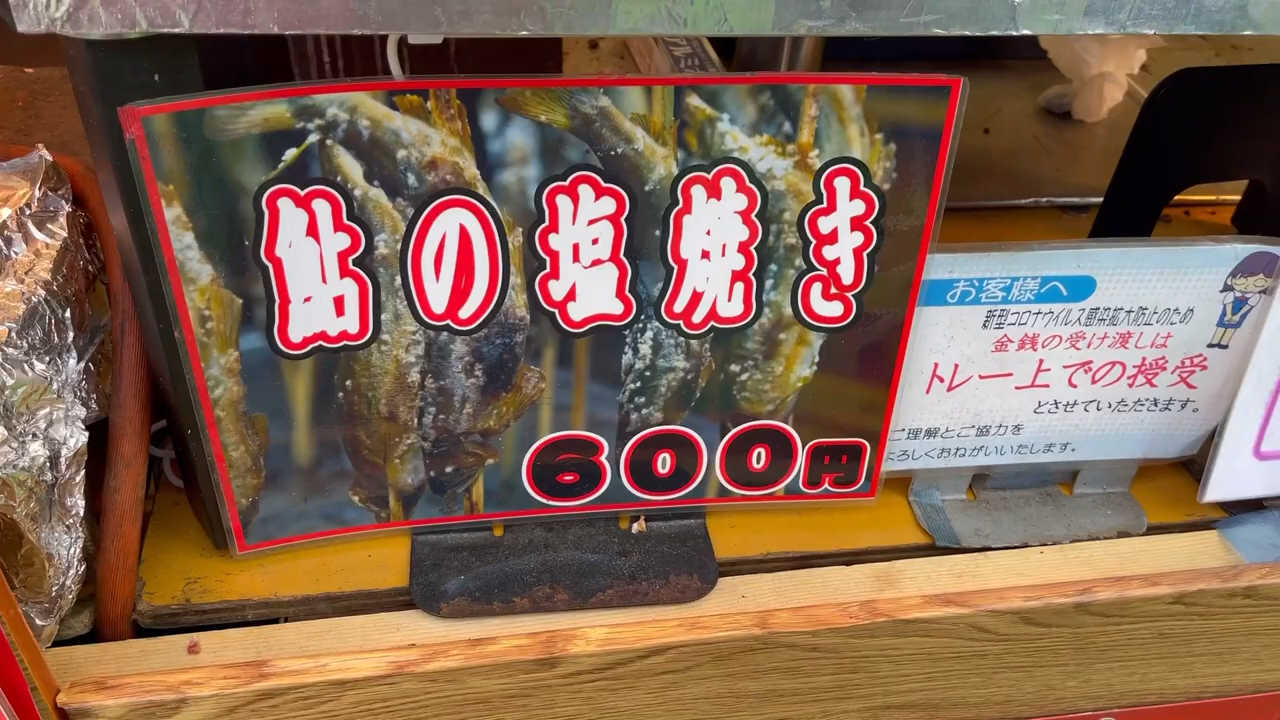 鮎の塩焼き
600円
お客様へ
新型コロナウイルス感染拡大防止のため
金銭の受け渡しは
トレー上での授受
とさせていただきます。
ご理解とご協力を
よろしくおねがいいたします。